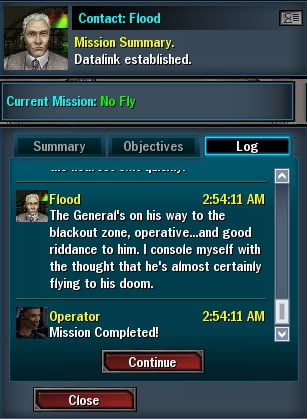 Contact: Flood
Mission Summary.
Datalink established.
Current Mission: No Fly
Summary
Objectives
Log
Flood 2:54:11 AM
The General's on his way to the
blackout zone, operative...and good
riddance to him. I console myself with
the thought that he's almost certainly
flying to his doom.
Operator 2:54:11 AM
Mission Completed!
Continue
Close